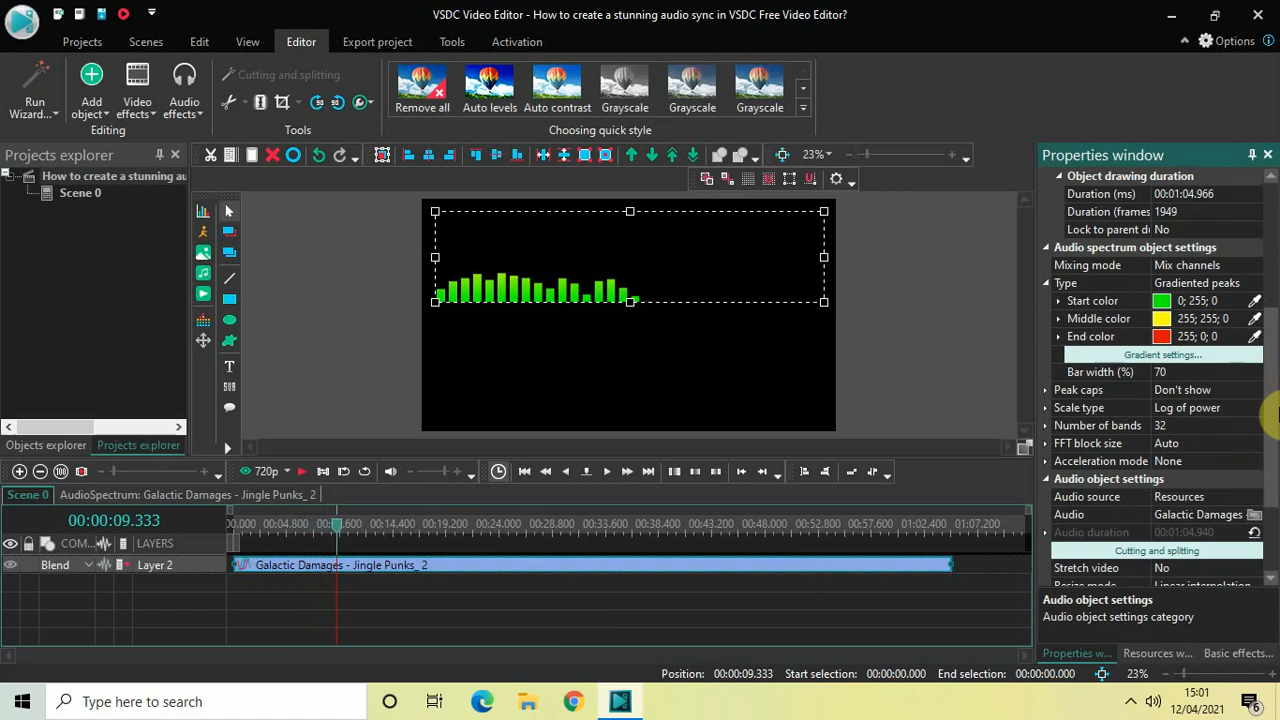 VSDC Video Editor - How to create a stunning audio sync in VSDC Free Video Editor?
Projects Scenes Edit View Editor Export project Tools Activation
Options
Run Wizard...
Add object
Video effects
Audio effects
Editing
Cutting and splitting
Tools
Remove all
Auto levels
Auto contrast
Grayscale
Grayscale
Grayscale
Choosing quick style
23%
Projects explorer
How to create a stunning au
Scene 0
Objects explorer Projects explorer
Properties window
Object drawing duration
Duration (ms) 00:01:04.966
Duration (frames 1949
Lock to parent du No
Audio spectrum object settings
Mixing mode Mix channels
Type Gradiented peaks
Start color 0; 255; 0
Middle color 255; 255; 0
End color 255; 0; 0
Gradient settings...
Bar width (%) 70
Peak caps Don't show
Scale type Log of power
Number of bands 32
FFT block size Auto
Acceleration mode None
Audio object settings
Audio source Resources
Audio Galactic Damages
Audio duration 00:01:04.940
Cutting and splitting
Stretch video No
Resize mode Linear interpolation
Audio object settings
Audio object settings category
Properties w... Resources w... Basic effects...
720p
Scene 0 AudioSpectrum: Galactic Damages - Jingle Punks_ 2
00:00:09.333
0.000 00:04.800 00:14.400 00:19.200 00:24.000 00:28.800 00:33.600 00:38.400 00:43.200 00:48.000 00:52.800 00:57.600 01:02.400 01:07.200
COM... LAYERS
Blend Layer 2
Galactic Damages - Jingle Punks_ 2
Position: 00:00:09.333 Start selection: 00:00:00.000 End selection: 00:00:00.000 23%
Type here to search
15:01
12/04/2021
6